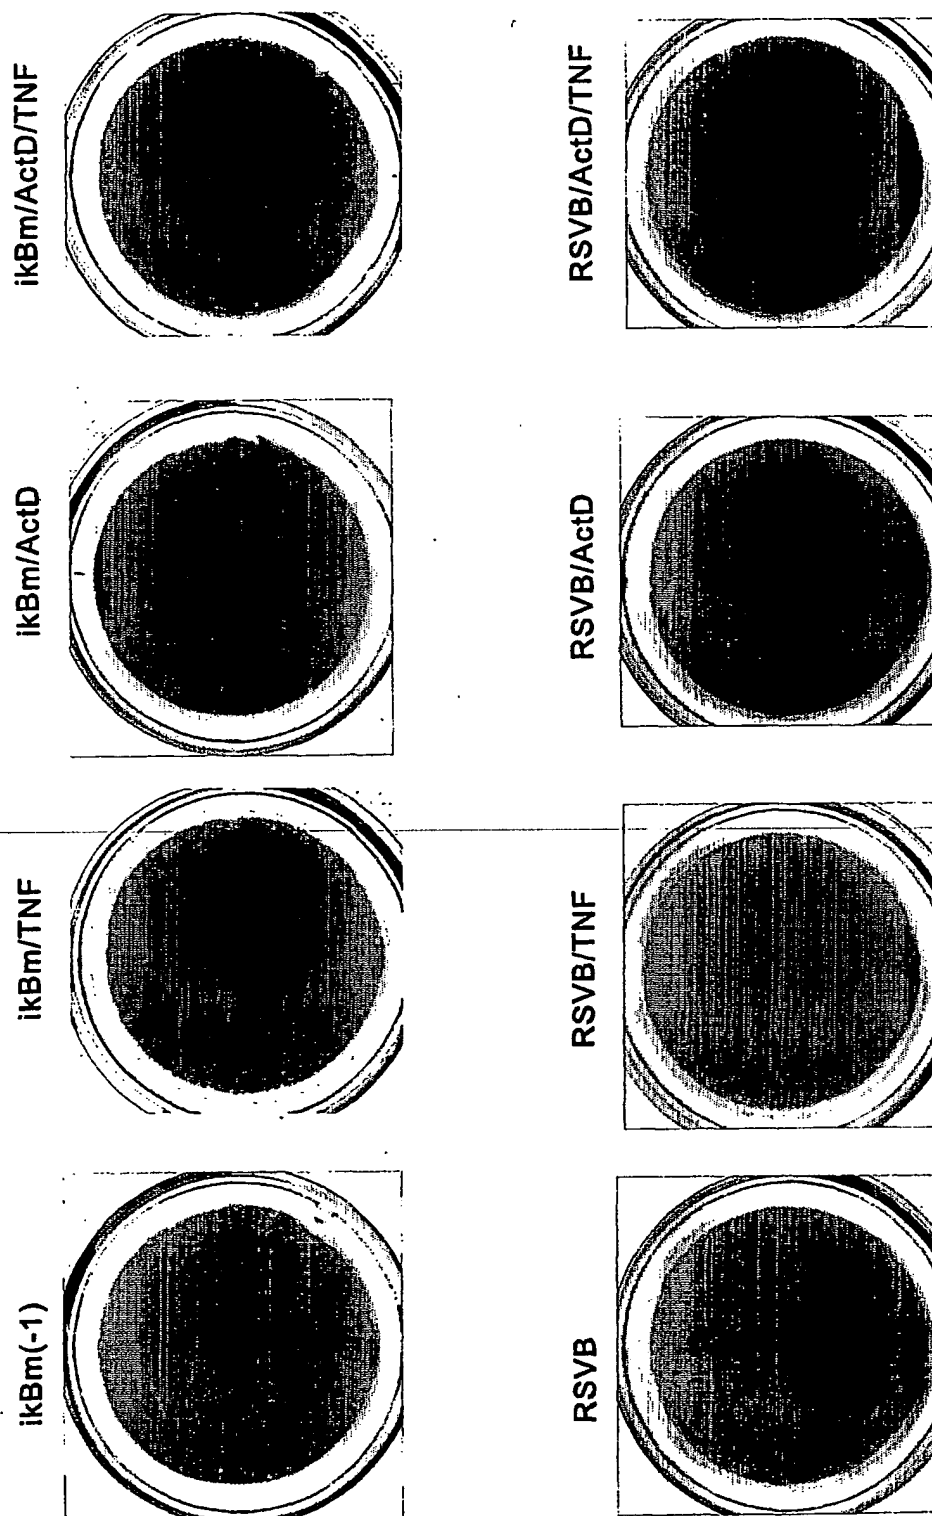 ikBm(-1)
ikBm/TNF
ikBm/ActD
ikBm/ActD/TNF
RSVB
RSVB/TNF
RSVB/ActD
RSVB/ActD/TNF